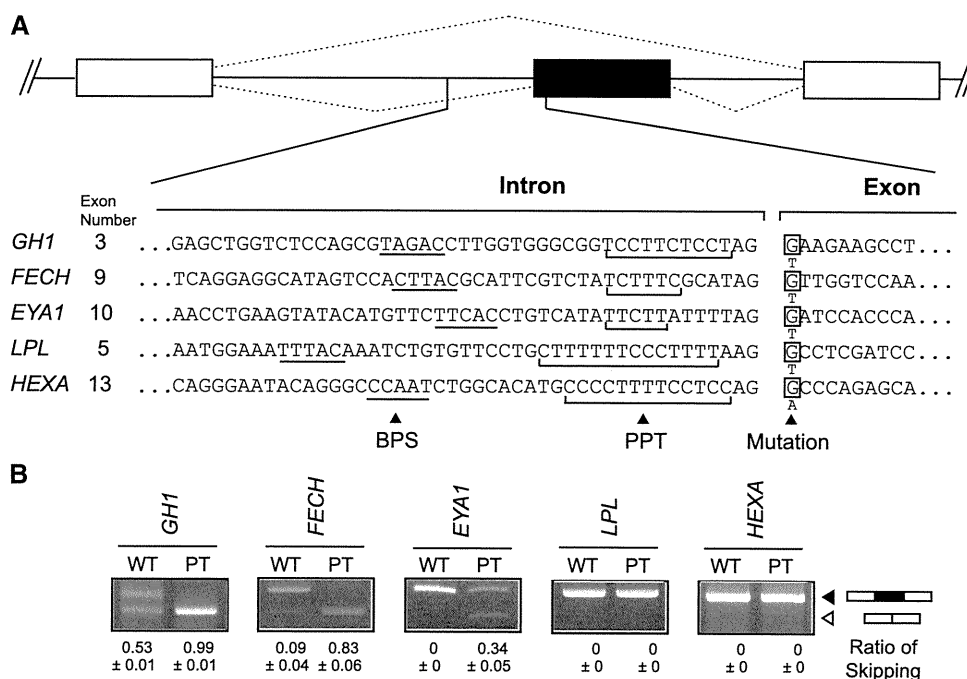 A
Intron
Exon
Exon
Number
GH1 3 ...GAGCTGGTCTCCAGCGTAGACCTTGGTGGGCGGTCCTTCTCCTAG GAAGAAGCCT...
T
FECH 9 ...TCAGGAGGCATAGTCCACTTACGCATTCGTCTATCTTTCGCATAG GTTGGTCCAA...
T
EYA1 10 ...AACCTGAAGTATACATGTTCTTCACCTGTCATATTCTTATTTTAG GATCCACCCA...
T
LPL 5 ...AATGGAAATTTACAAATCTGTGTTCCTGCTTTTTTCCCTTTTAAG GCCTCGATCC...
T
HEXA 13 ...CAGGGAATACAGGGCCCCAATCTGGCACATGCCCCTTTTCCTCCAG GCCCAGAGCA...
A
BPS PPT Mutation
B
GH1 FECH EYA1 LPL HEXA
WT PT WT PT WT PT WT PT WT PT
0.53 0.99 0.09 0.83 0 0.34 0 0 0 0
± 0.01 ± 0.01 ± 0.04 ± 0.06 ± 0 ± 0.05 ± 0 ± 0 ± 0 ± 0
Ratio of
Skipping